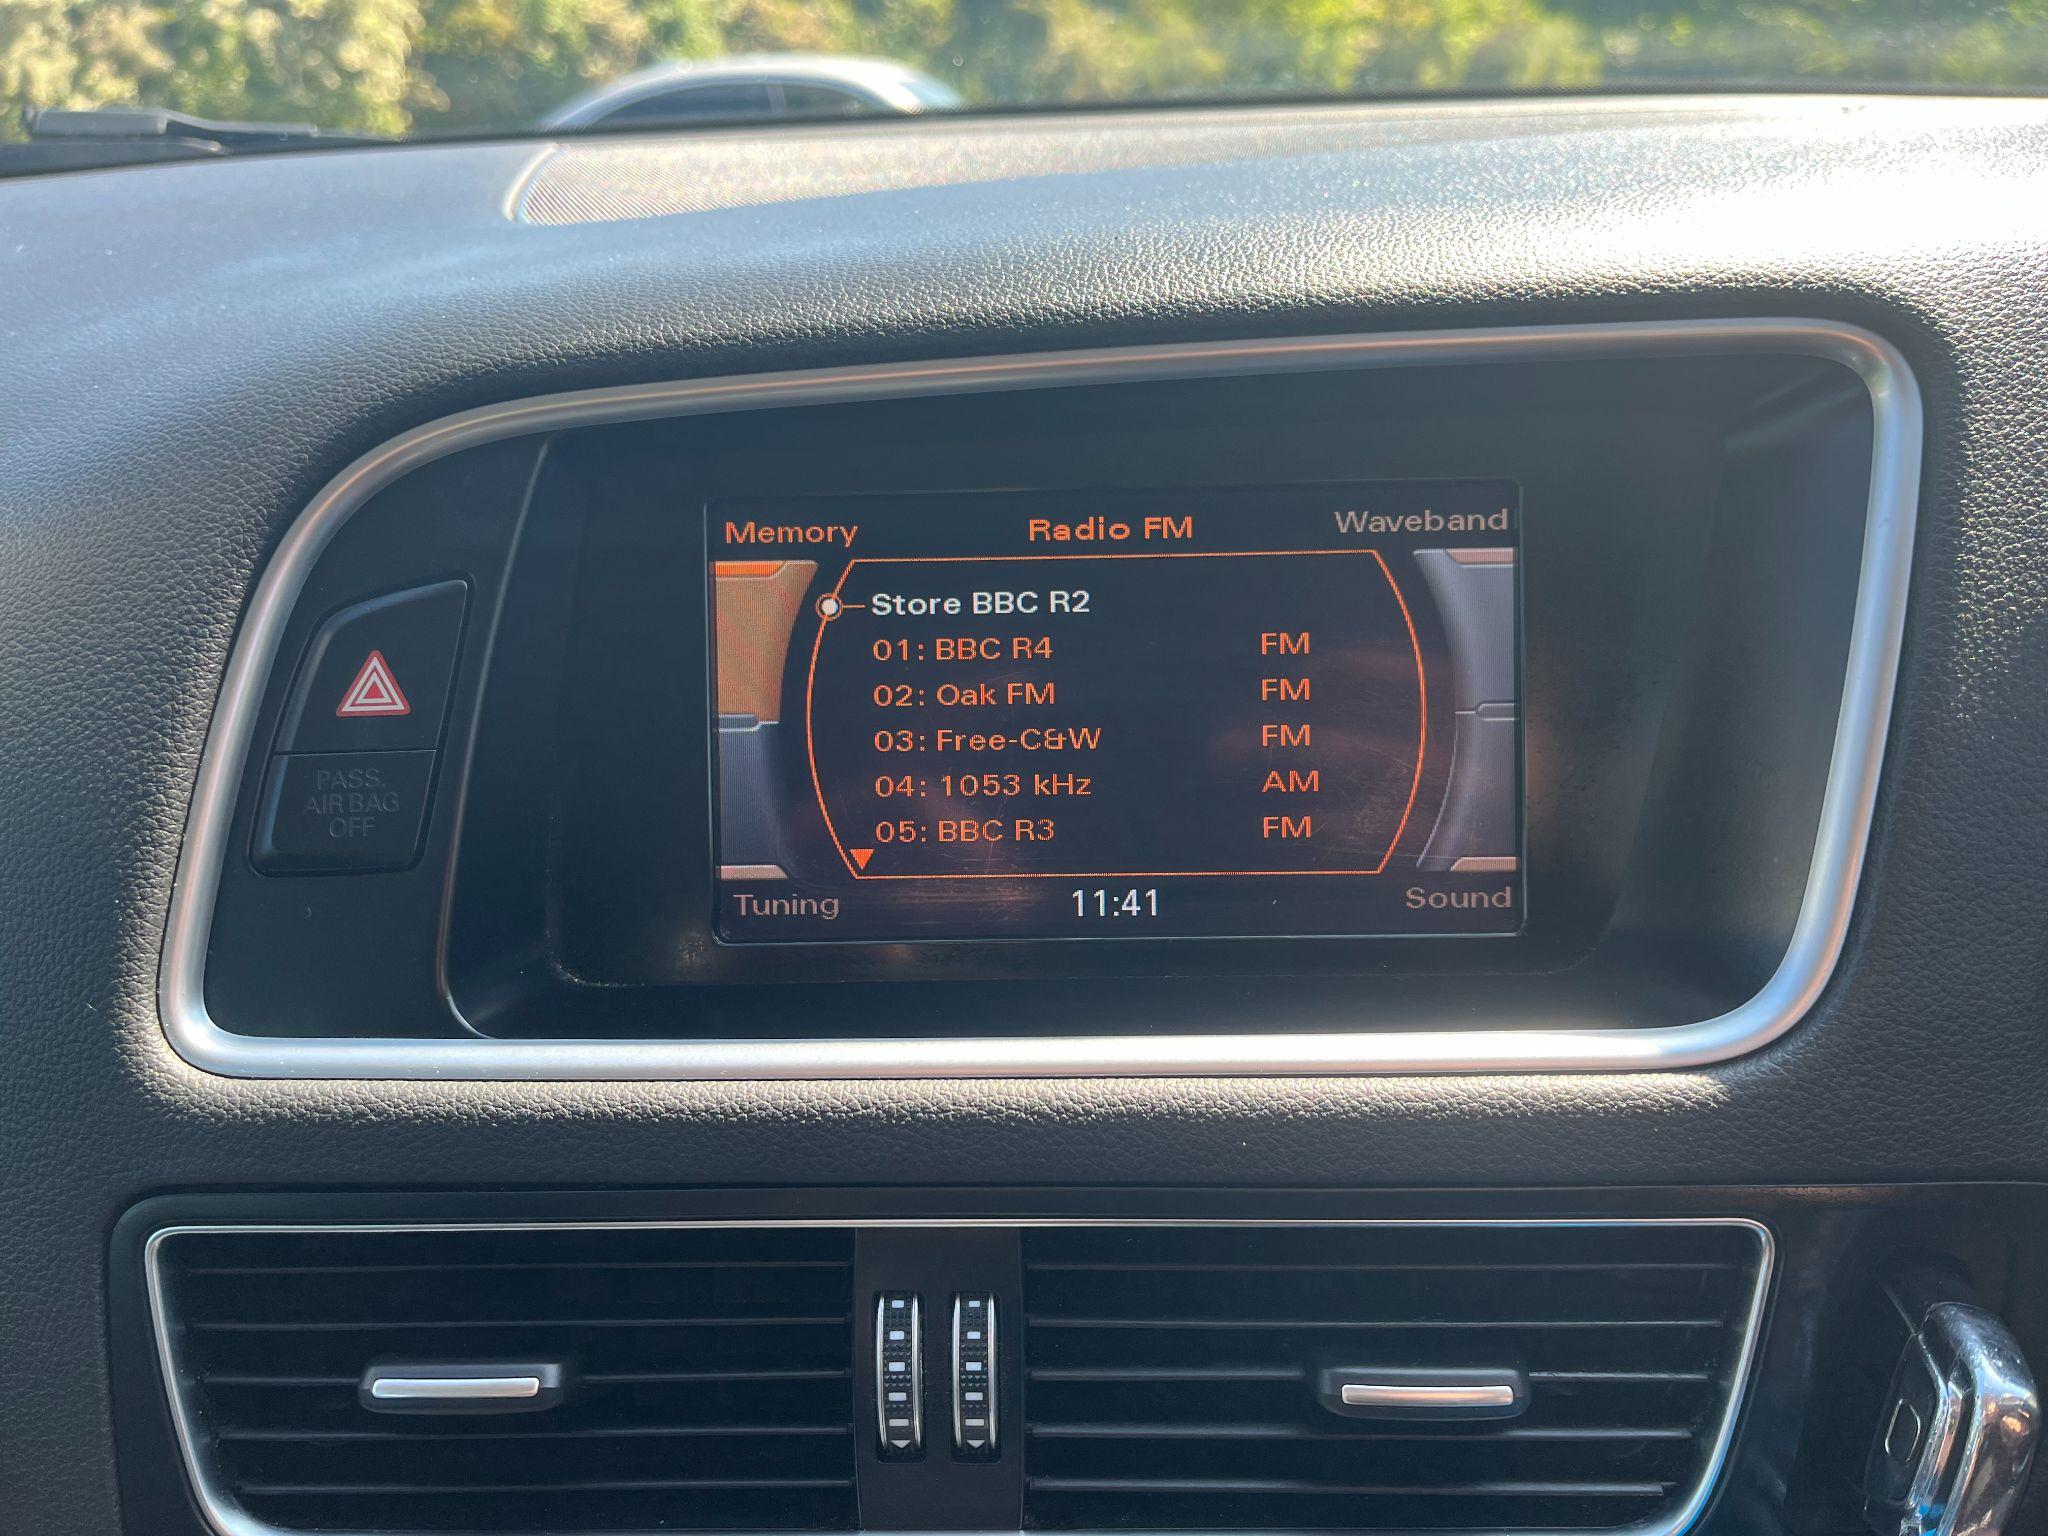 Memory Radio FM Waveband
Store BBC R2
01: BBC R4 FM
02: Oak FM FM
03: Free-C&W FM
04: 1053 kHz AM
05: BBC R3 FM
Tuning 11:41 Sound
PASS.
AIR BAG
OFF